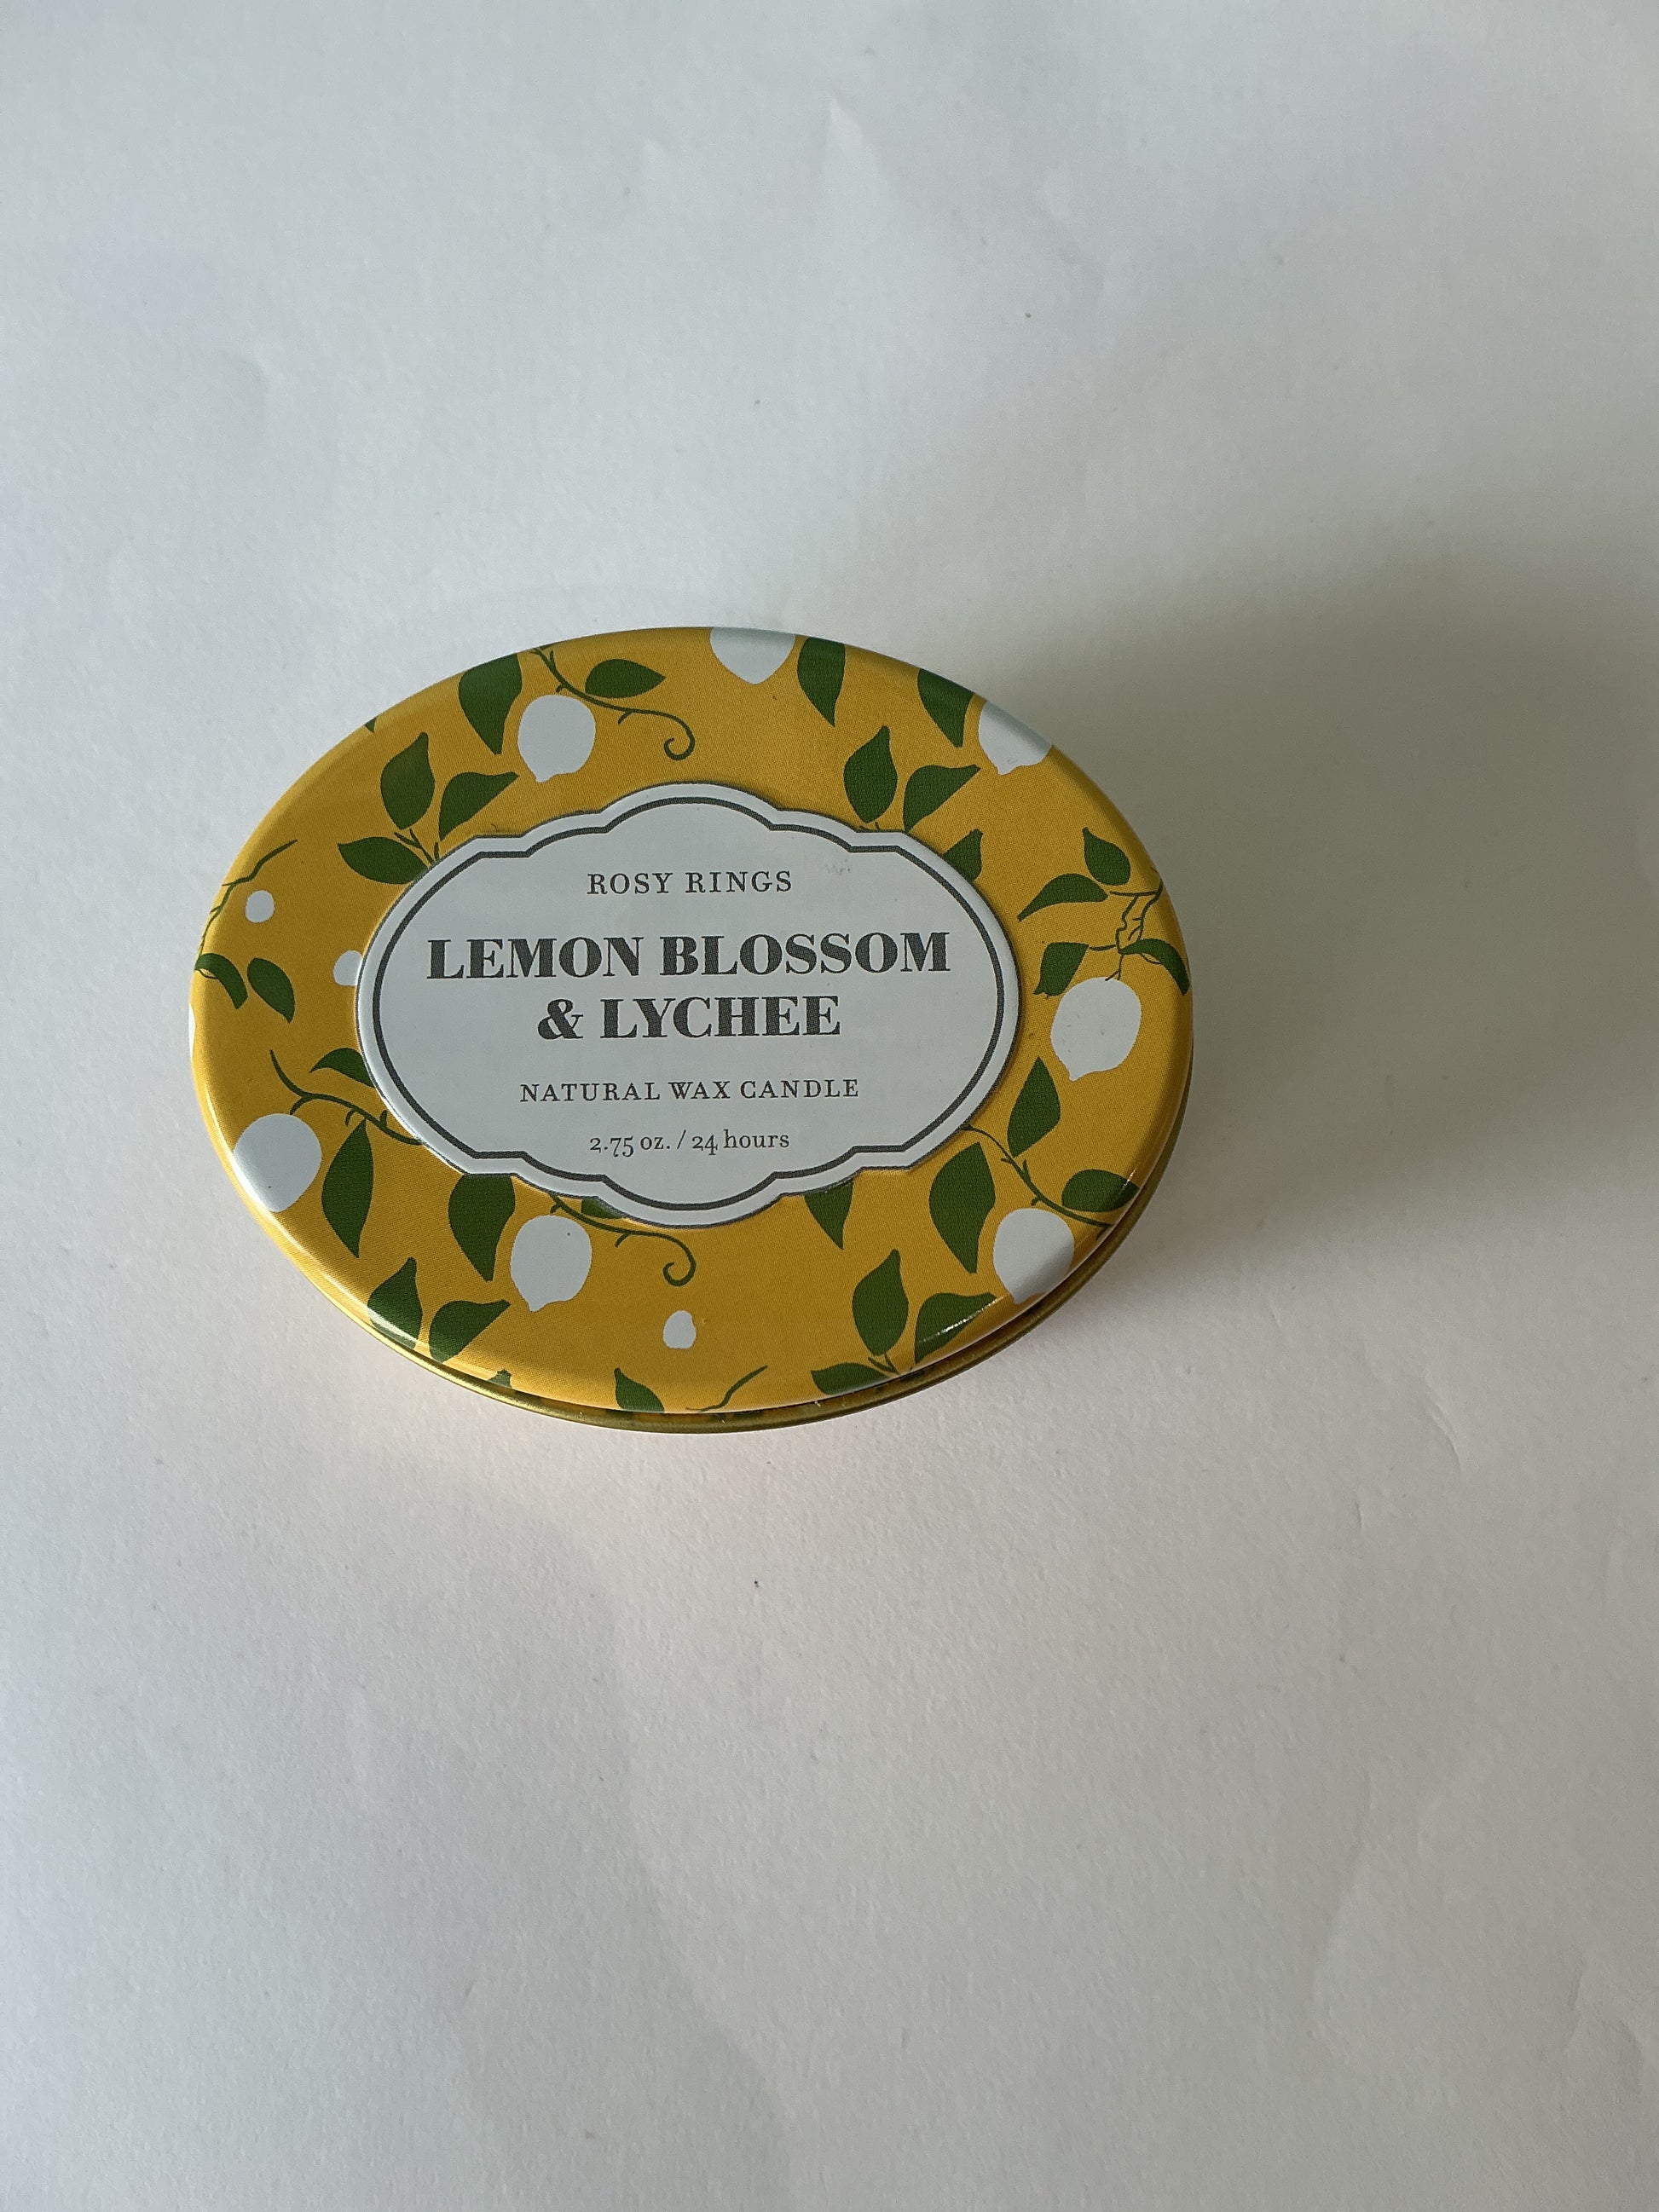 ROSY RINGS
LEMON BLOSSOM
& LYCHEE
NATURAL WAX CANDLE
2.75 oz. / 24 hours